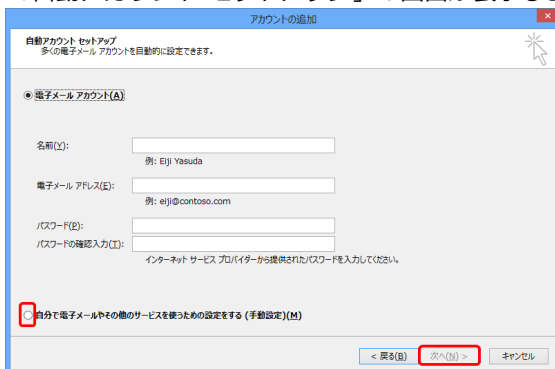 アカウントの追加
自動アカウント セットアップ
多くの電子メール アカウントを自動的に設定できます。
電子メール アカウント(A)
名前(Y):
例: Eiji Yasuda
電子メール アドレス(E):
例: eiji@contoso.com
パスワード(P):
パスワードの確認入力(T):
インターネット サービス プロバイダーから提供されたパスワードを入力してください。
自分で電子メールやその他のサービスを使うための設定をする (手動設定)(M)
< 戻る(B) 次へ(N) > キャンセル